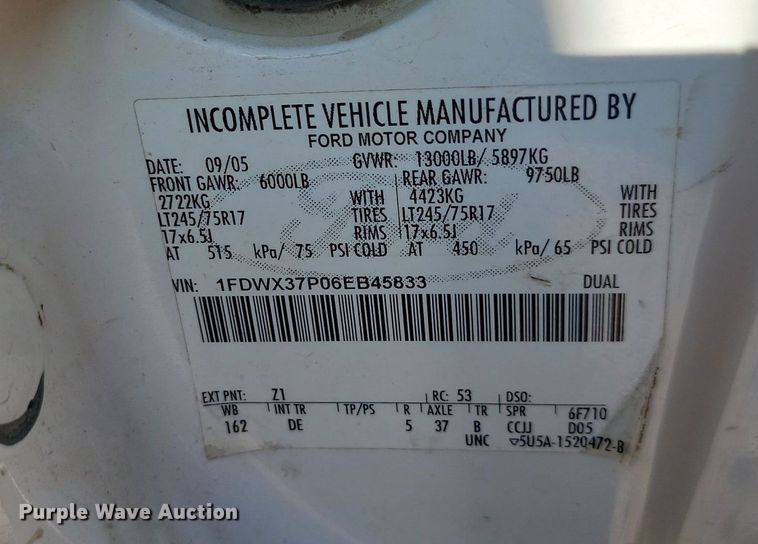 INCOMPLETE VEHICLE MANUFACTURED BY
FORD MOTOR COMPANY
DATE: 09/05 GVWR: 13000LB/ 5897KG
FRONT GAWR: 6000LB REAR GAWR: 9750LB
2722KG WITH 4423KG WITH
LT245/75R17 TIRES LT245/75R17 TIRES
17x6.5J RIMS 17x6.5J RIMS
AT 515 kPa/ 75 PSI COLD AT 450 kPa/ 65 PSI COLD
VIN: 1FDWX37P06EB45833 DUAL
EXT PNT: Z1 RC: 53 DSO:
WB INT TR TP/PS R AXLE TR SPR 6F710
162 DE 5 37 B CCJJ D05
UNC 5U5A-1520472-B
Purple Wave Auction